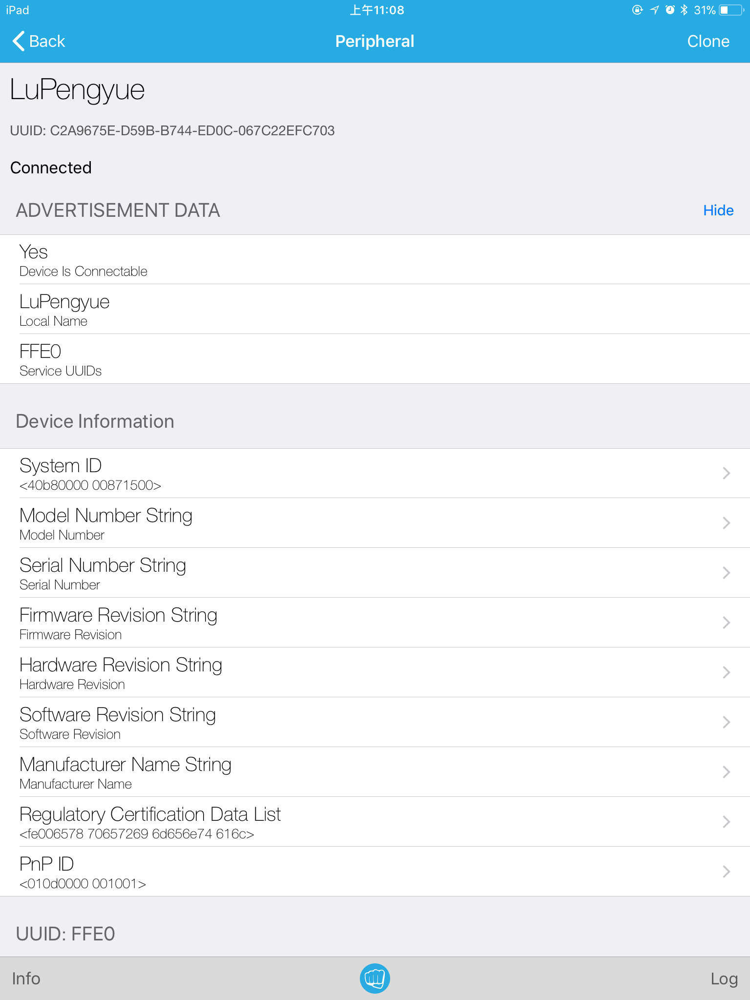 iPad
上午11:08
31%
Back
Peripheral
Clone
LuPengyue
UUID: C2A9675E-D59B-B744-ED0C-067C22EFC703
Connected
ADVERTISEMENT DATA
Hide
Yes
Device Is Connectable
LuPengyue
Local Name
FFE0
Service UUIDs
Device Information
System ID
<40b80000 00871500>
Model Number String
Model Number
Serial Number String
Serial Number
Firmware Revision String
Firmware Revision
Hardware Revision String
Hardware Revision
Software Revision String
Software Revision
Manufacturer Name String
Manufacturer Name
Regulatory Certification Data List
<fe006578 70657269 6d656e74 616c>
PnP ID
<010d0000 001001>
UUID: FFE0
Info
Log